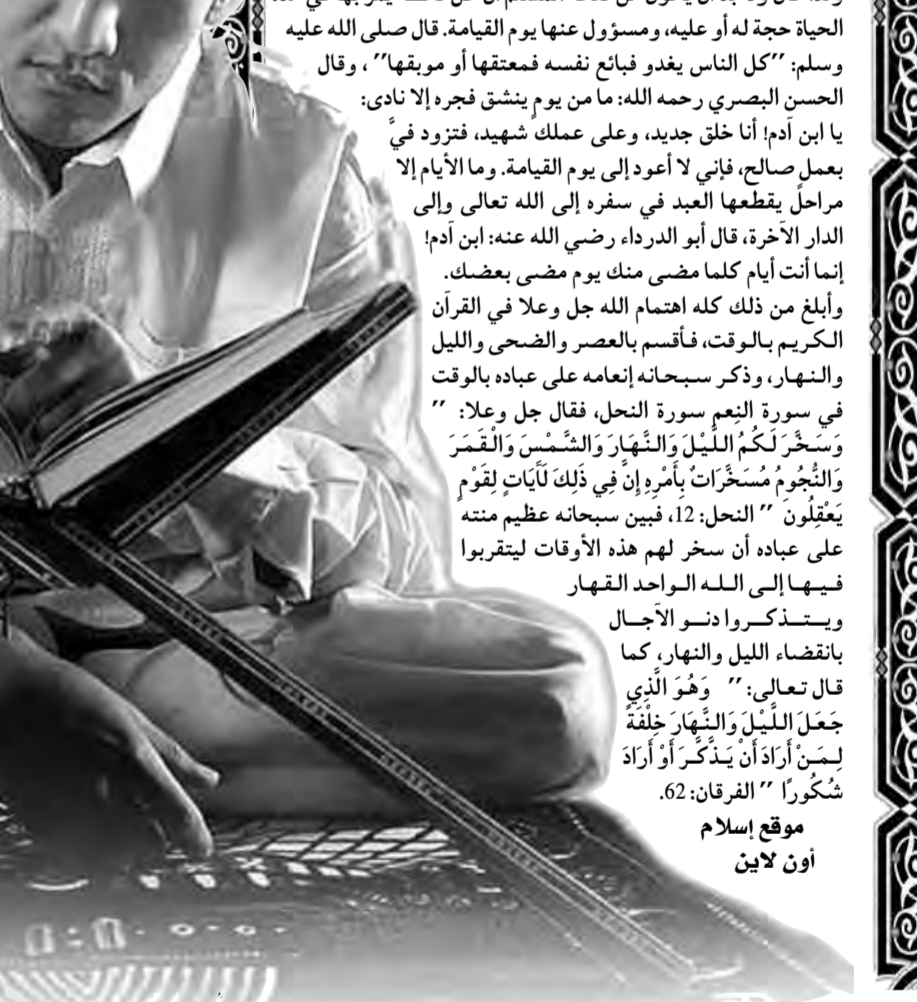 الحياة حجة له أو عليه، ومسؤول عنها يوم القيامة. قال صلى الله عليه
وسلم: ’’كل الناس يغدو فبائع نفسه فمعتقها أو موبقها’’ ، وقال
الحسن البصري رحمه الله: ما من يومٍ ينشق فجره إلا نادى:
يا ابن آدم! أنا خلق جديد، وعلى عملك شهيد، فتزود فيَّ
بعملٍ صالح، فإني لا أعود إلى يوم القيامة. وما الأيام إلا
مراحلً يقطعها العبد في سفره إلى الله تعالى وإلى
الدار الآخرة، قال أبو الدرداء رضي الله عنه: ابن آدم!
إنما أنت أيام كلما مضى منك يوم مضى بعضك.
وأبلغ من ذلك كله اهتمام الله جل وعلا في القرآن
الكريم بالوقت، فأقسم بالعصر والضحى والليل
والنهار، وذكر سبحانه إنعامه على عباده بالوقت
في سورة النِعم سورة النحل، فقال جل وعلا: ’’
وَسَخَّرَ لَكُمُ اللَّيْلَ وَالنَّهَارَ وَالشَّمْسَ وَالْقَمَرَ
وَالنُّجُومُ مُسَخَّرَاتٌ بِأَمْرِهِ إِنَّ فِي ذَلِكَ لَآَيَاتٍ لِقَوْمٍ
يَعْقِلُونَ ’’ النحل: 12، فبين سبحانه عظيم منته
على عباده أن سخر لهم هذه الأوقات ليتقربوا
فيها إلى الله الواحد القهار
ويتذكروا دنو الآجال
بانقضاء الليل والنهار، كما
قال تعالى: ’’ وَهُوَ الَّذِي
جَعَلَ اللَّيْلَ وَالنَّهَارَ خِلْفَةً
لِمَنْ أَرَادَ أَنْ يَذَّكَّرَ أَوْ أَرَادَ
شُكُورًا ’’ الفرقان: 62.
موقع إسلام
أون لاين